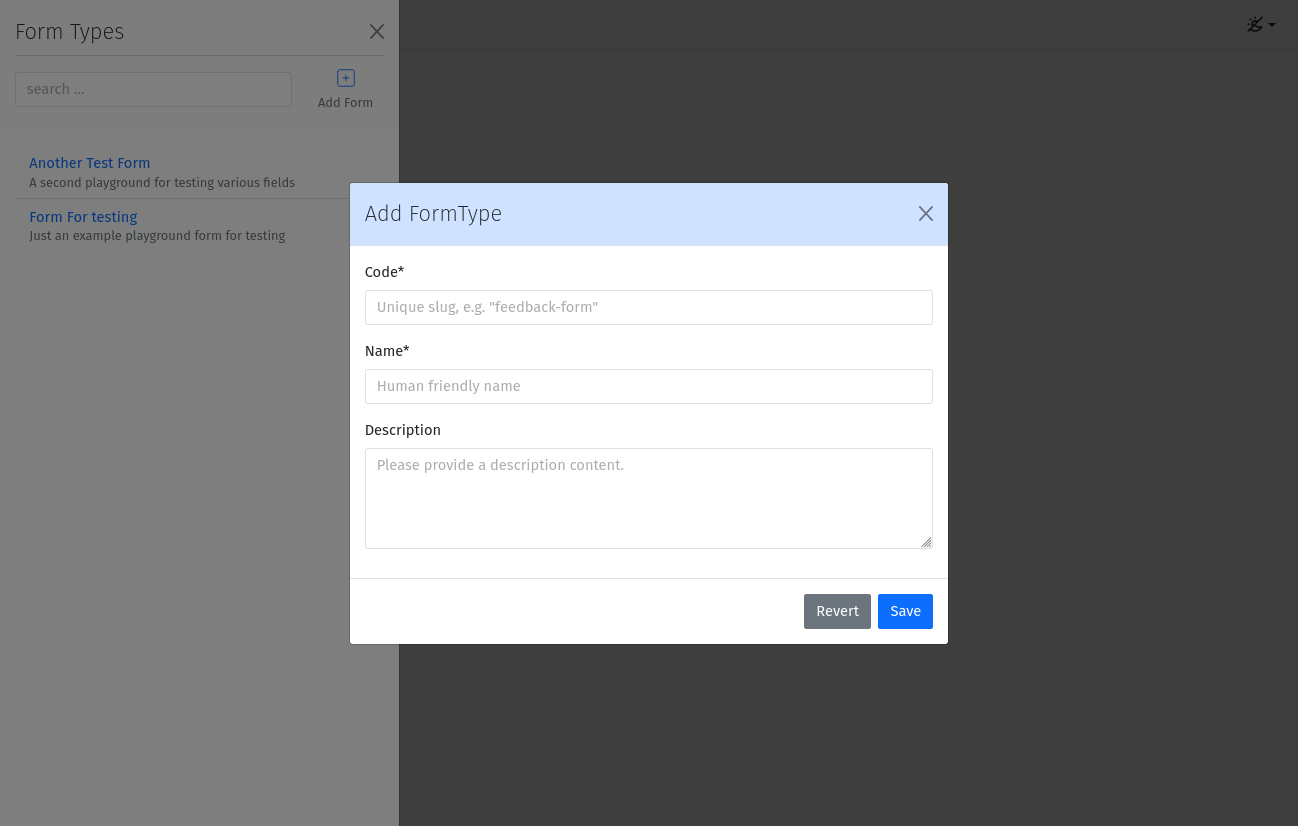 Form Types
search ...
Add Form
Another Test Form
A second playground for testing various fields
Form For testing
Just an example playground form for testing
Add FormType
Code*
Unique slug, e.g. "feedback-form"
Name*
Human friendly name
Description
Please provide a description content.
Revert
Save